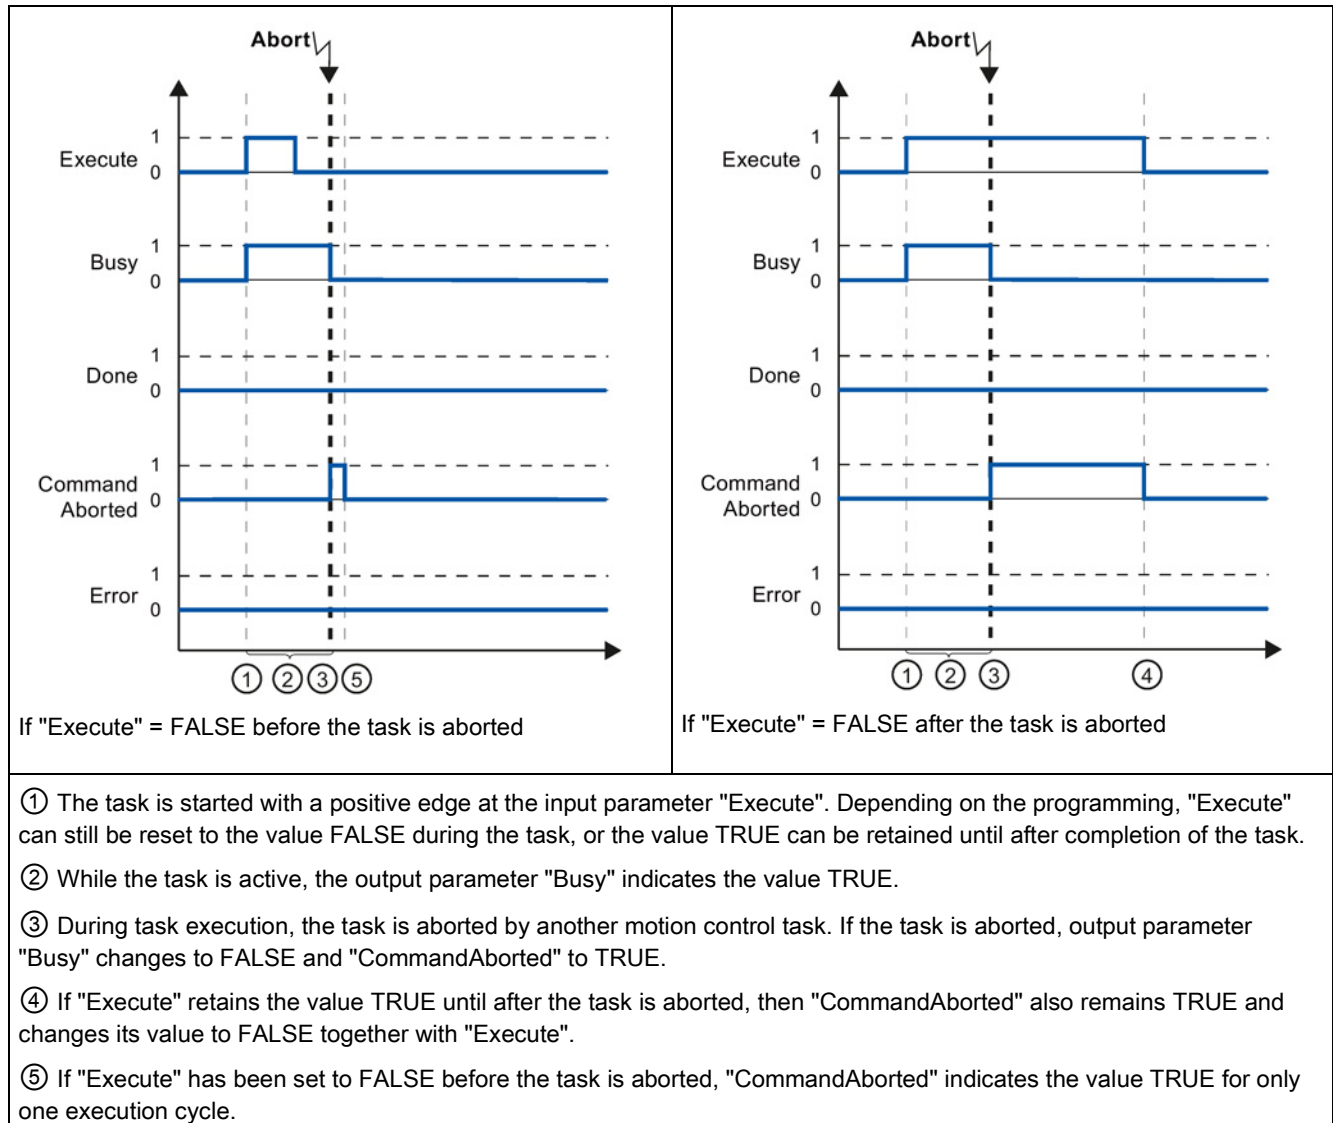 Abort
Execute 1
0
Busy 1
0
Done 1
0
Command
Aborted 1
0
Error 1
0
① ② ③ ⑤
If "Execute" = FALSE before the task is aborted
Abort
Execute 1
0
Busy 1
0
Done 1
0
Command
Aborted 1
0
Error 1
0
① ② ③ ④
If "Execute" = FALSE after the task is aborted
① The task is started with a positive edge at the input parameter "Execute". Depending on the programming, "Execute"
can still be reset to the value FALSE during the task, or the value TRUE can be retained until after completion of the task.
② While the task is active, the output parameter "Busy" indicates the value TRUE.
③ During task execution, the task is aborted by another motion control task. If the task is aborted, output parameter
"Busy" changes to FALSE and "CommandAborted" to TRUE.
④ If "Execute" retains the value TRUE until after the task is aborted, then "CommandAborted" also remains TRUE and
changes its value to FALSE together with "Execute".
⑤ If "Execute" has been set to FALSE before the task is aborted, "CommandAborted" indicates the value TRUE for only
one execution cycle.